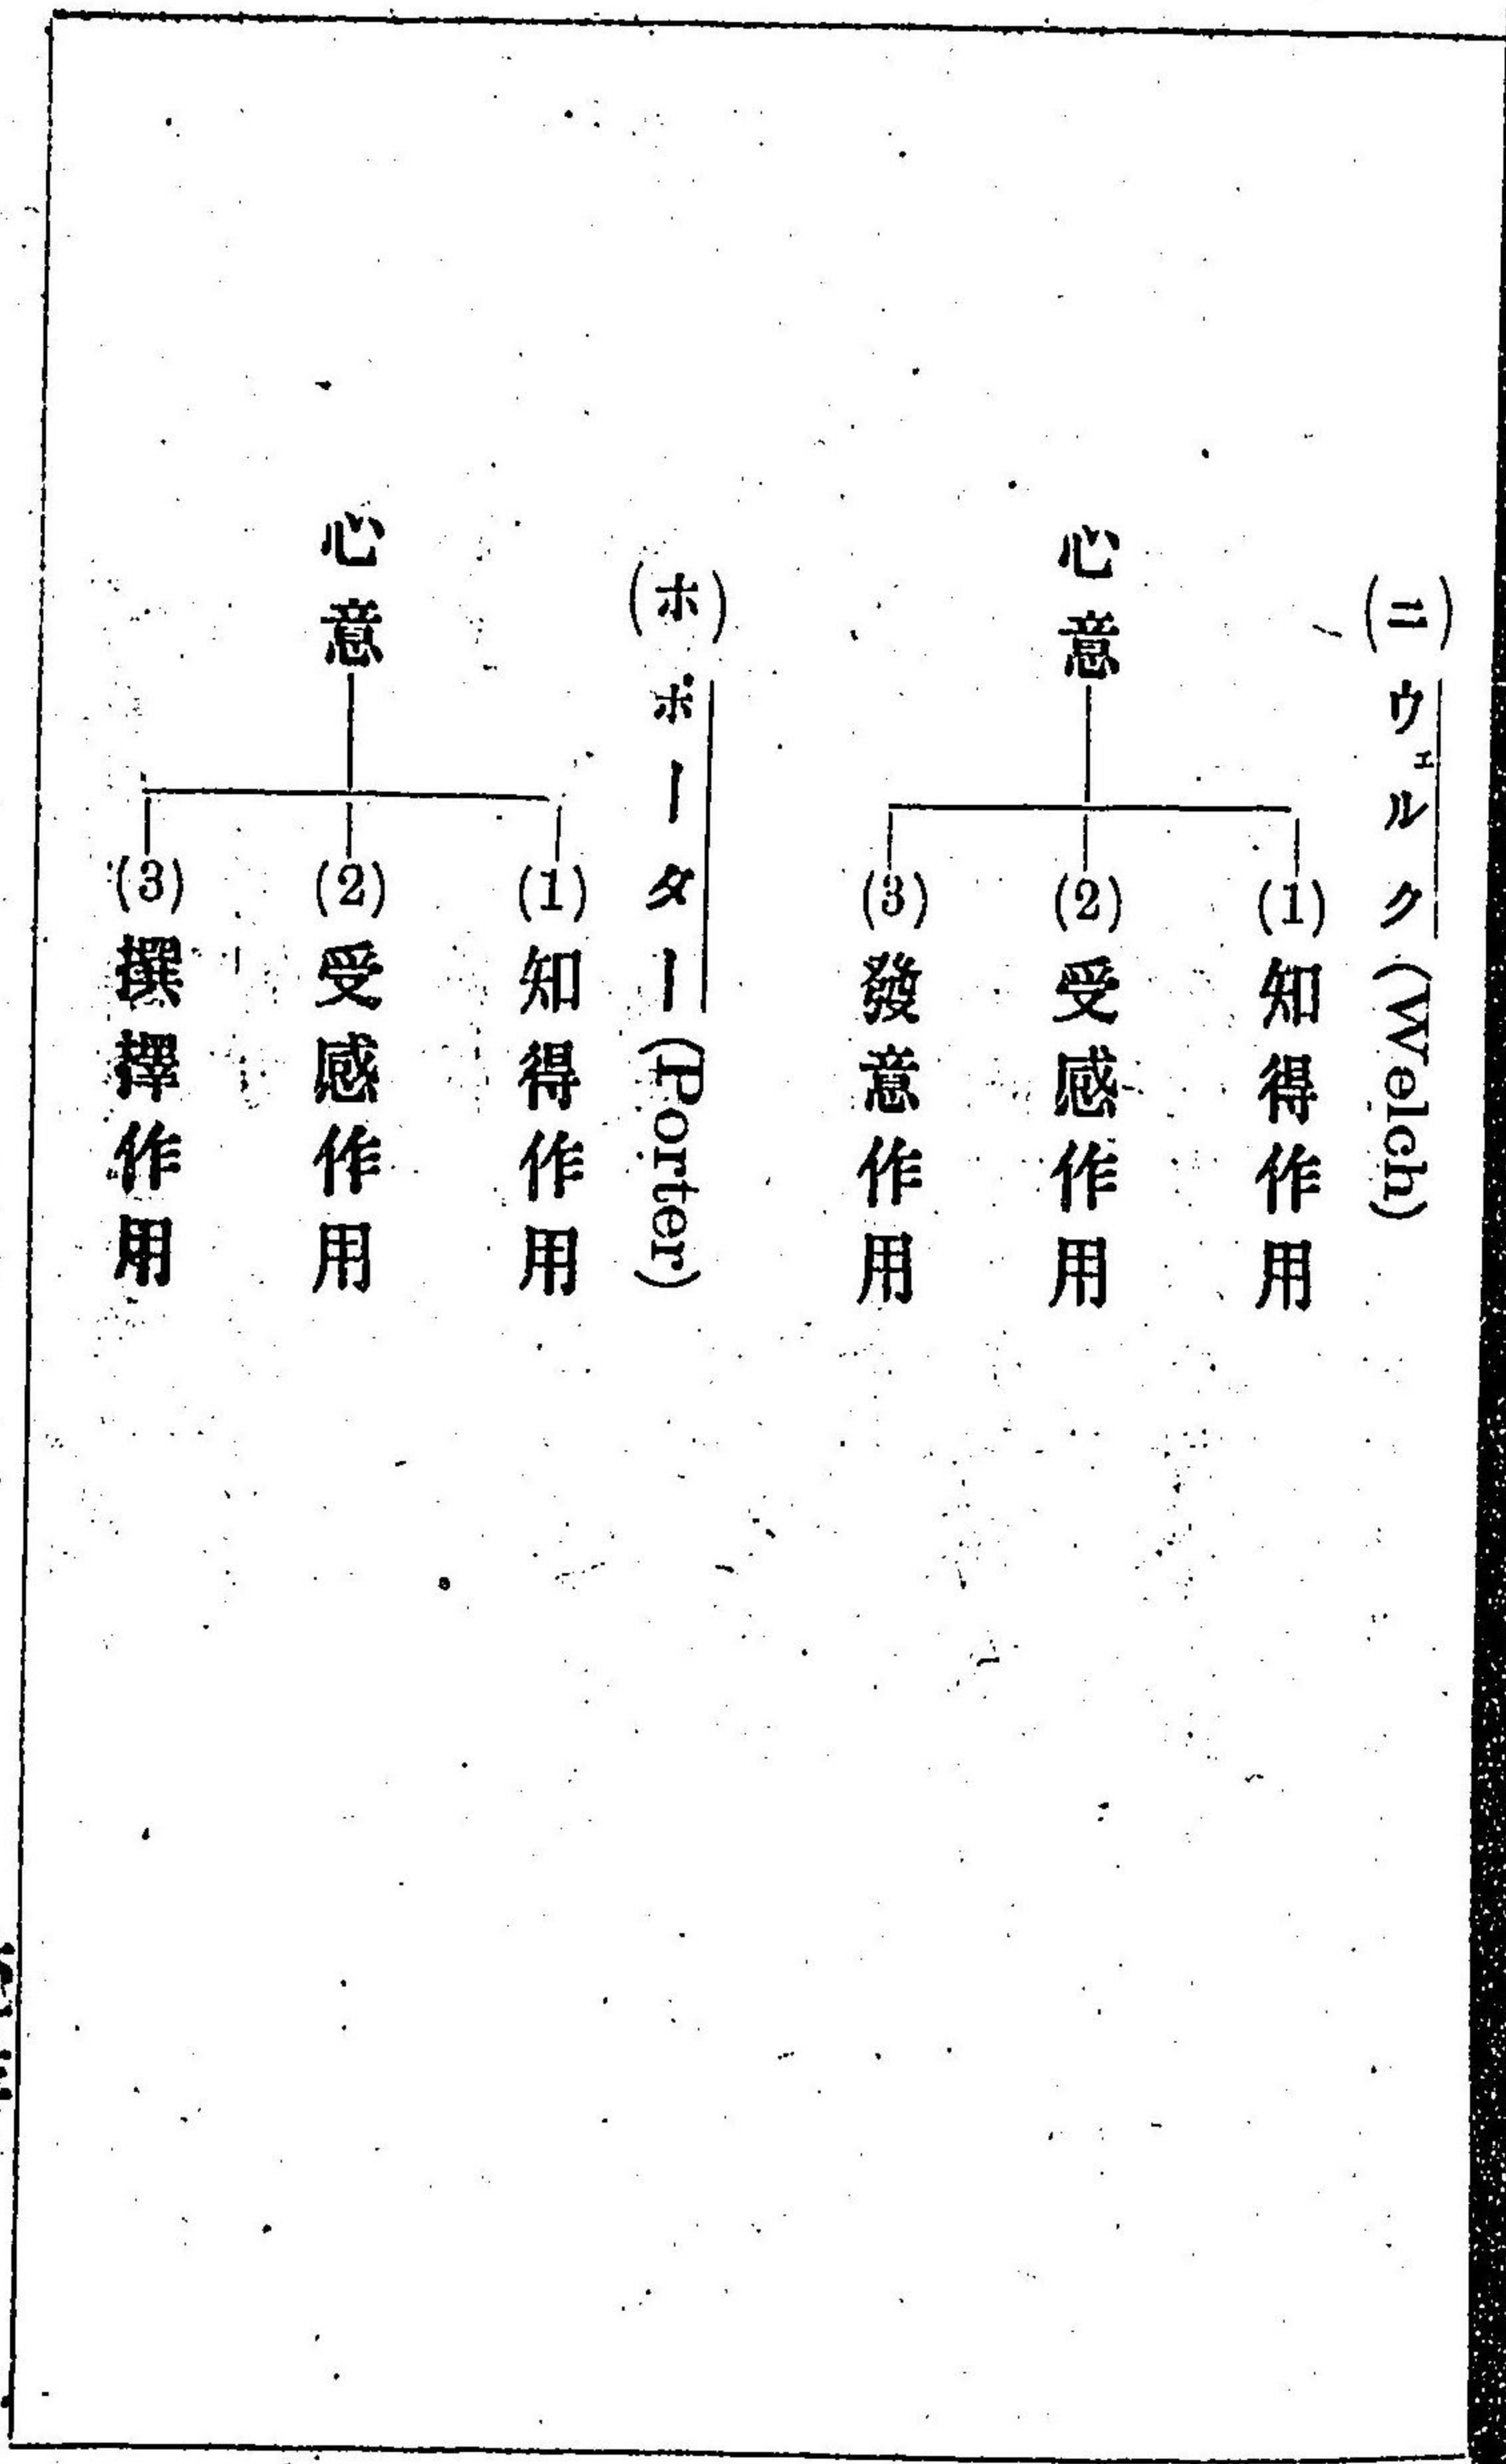 (ニ)ウェルク(Welch)
心意
(1)知得作用
(2)受感作用
(3)發意作用
(ホ)ポーター(Porter)
心意
(1)知得作用
(2)受感作用
(3)撰擇作用